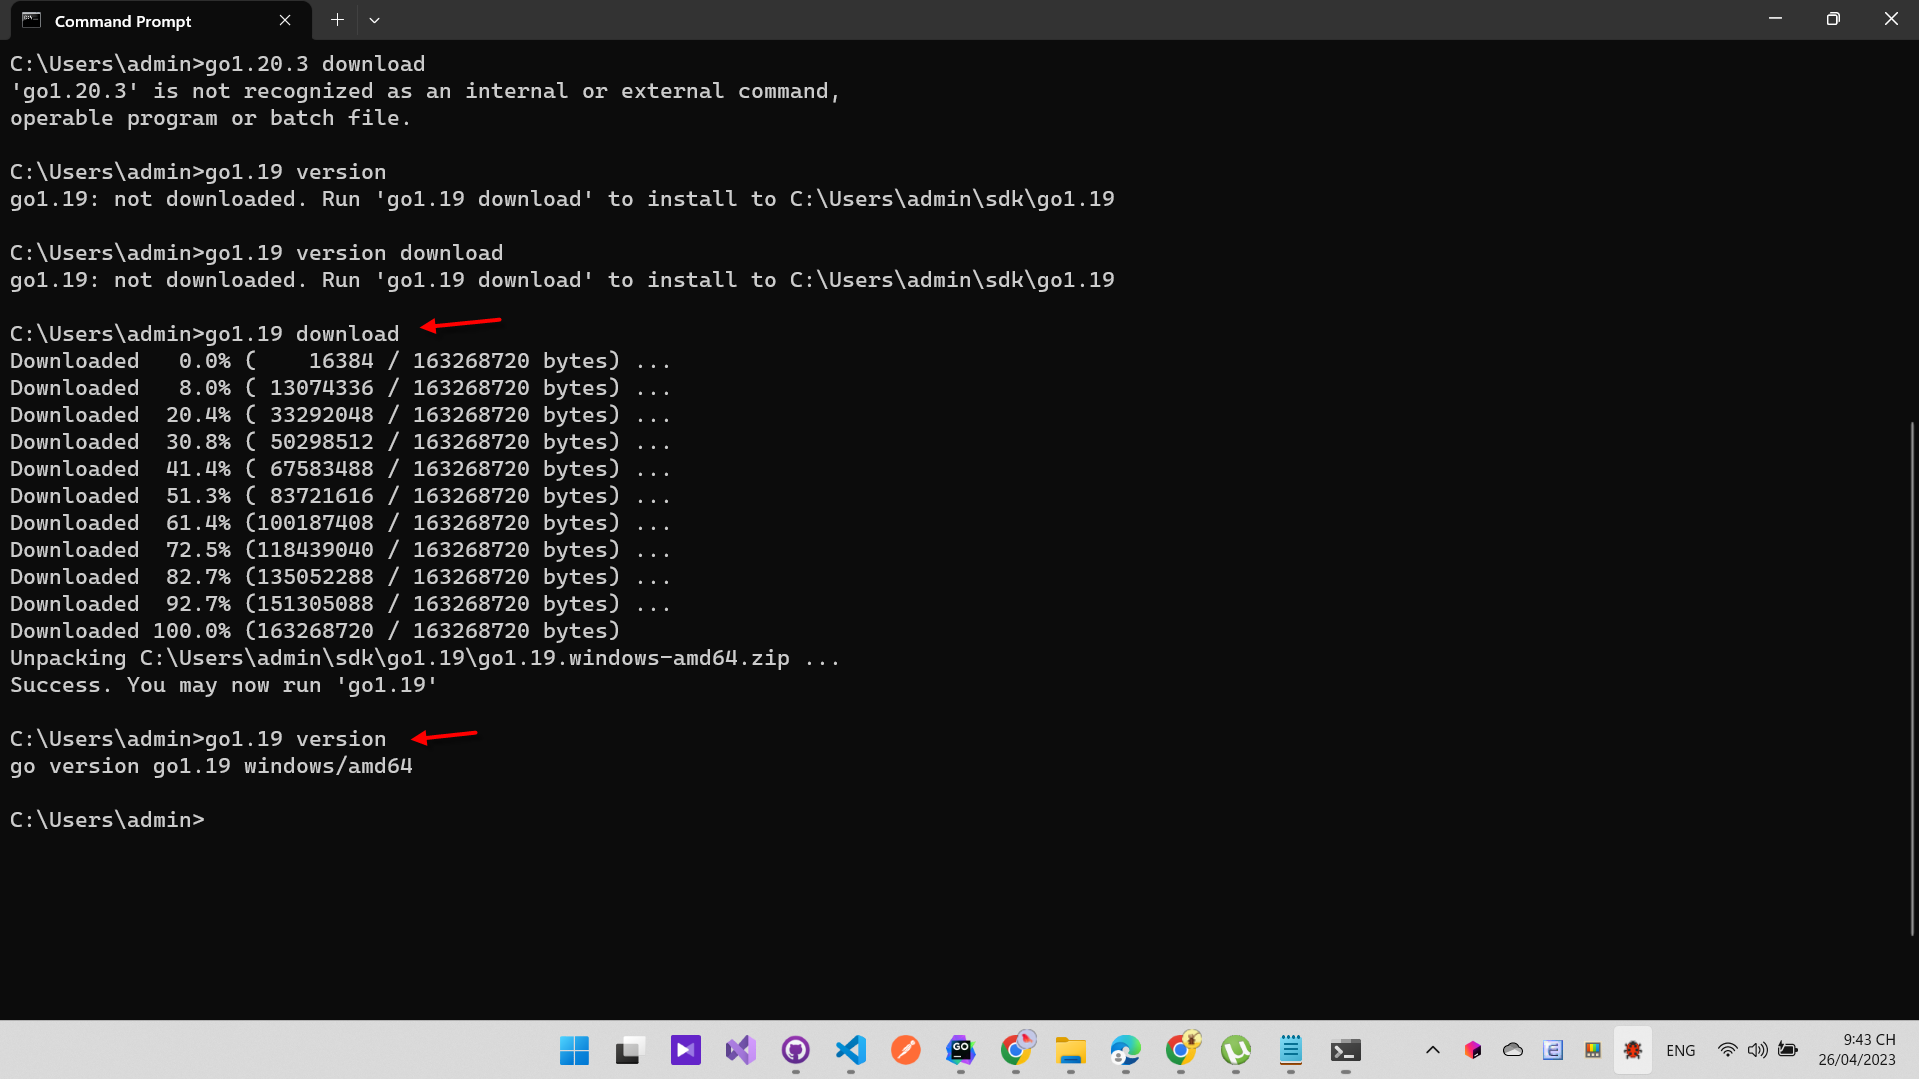 Command Prompt
C:\Users\admin>go1.20.3 download
'go1.20.3' is not recognized as an internal or external command,
operable program or batch file.
C:\Users\admin>go1.19 version
go1.19: not downloaded. Run 'go1.19 download' to install to C:\Users\admin\sdk\go1.19
C:\Users\admin>go1.19 version download
go1.19: not downloaded. Run 'go1.19 download' to install to C:\Users\admin\sdk\go1.19
C:\Users\admin>go1.19 download
Downloaded   0.0% (    16384 / 163268720 bytes) ...
Downloaded   8.0% ( 13074336 / 163268720 bytes) ...
Downloaded  20.4% ( 33292048 / 163268720 bytes) ...
Downloaded  30.8% ( 50298512 / 163268720 bytes) ...
Downloaded  41.4% ( 67583488 / 163268720 bytes) ...
Downloaded  51.3% ( 83721616 / 163268720 bytes) ...
Downloaded  61.4% (100187408 / 163268720 bytes) ...
Downloaded  72.5% (118439040 / 163268720 bytes) ...
Downloaded  82.7% (135052288 / 163268720 bytes) ...
Downloaded  92.7% (151305088 / 163268720 bytes) ...
Downloaded 100.0% (163268720 / 163268720 bytes)
Unpacking C:\Users\admin\sdk\go1.19\go1.19.windows-amd64.zip ...
Success. You may now run 'go1.19'
C:\Users\admin>go1.19 version
go version go1.19 windows/amd64
C:\Users\admin>
GO
ENG
9:43 CH
26/04/2023